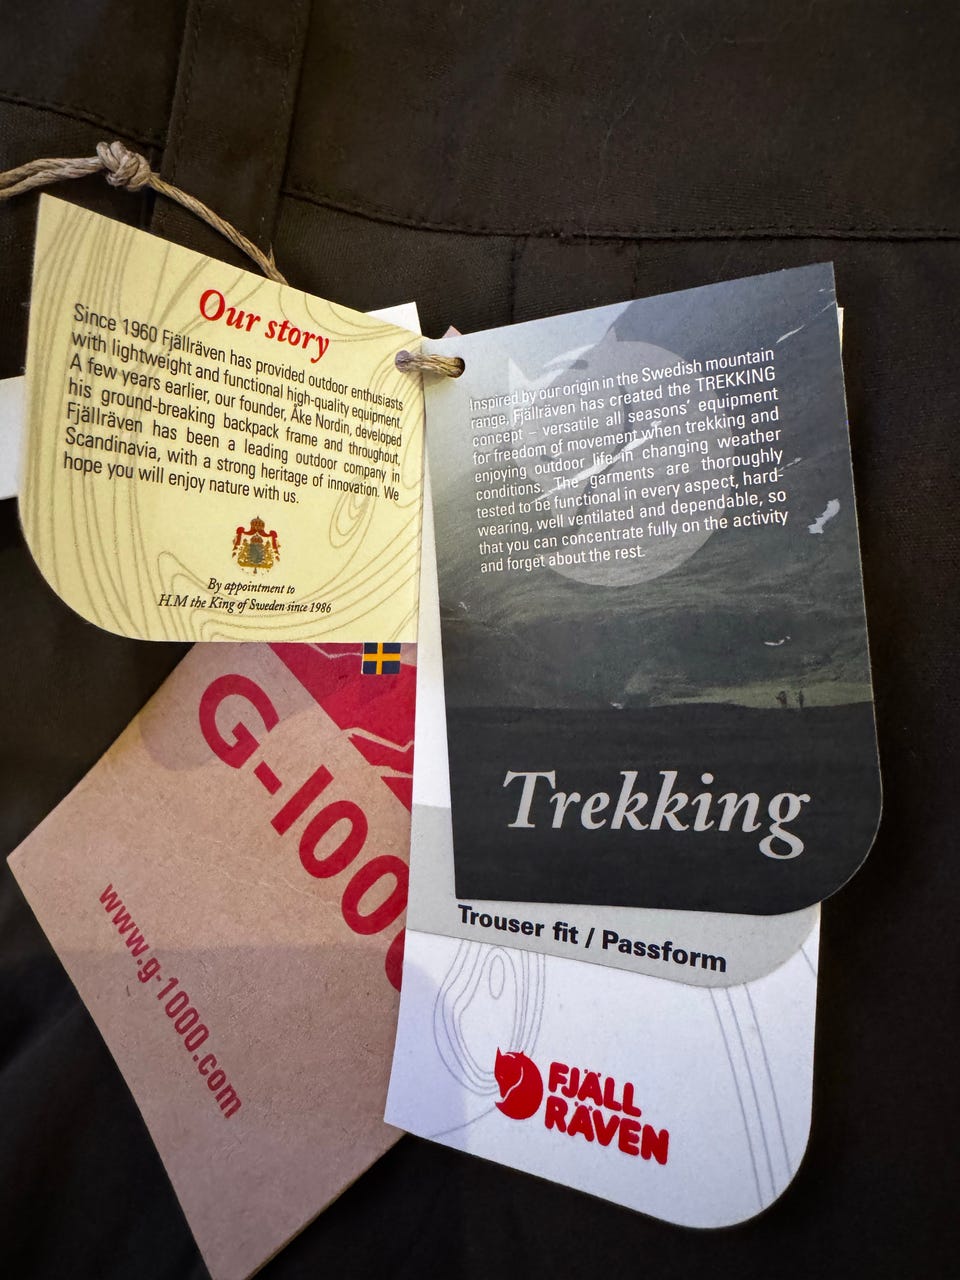 Our story
Since 1960 Fjällräven has provided outdoor enthusiasts
with lightweight and functional high-quality equipment.
A few years earlier, our founder, Åke Nordin, developed
his ground-breaking backpack frame and throughout,
Fjällräven has been a leading outdoor company in
Scandinavia, with a strong heritage of innovation. We
hope you will enjoy nature with us.
By appointment to
H.M the King of Sweden since 1986
Inspired by our origin in the Swedish mountain
range, Fjällräven has created the TREKKING
concept – versatile all seasons' equipment
for freedom of movement when trekking and
enjoying outdoor life in changing weather
conditions. The garments are thoroughly
tested to be functional in every aspect, hard-
wearing, well ventilated and dependable, so
that you can concentrate fully on the activity
and forget about the rest.
Trekking
G-1000
www.g-1000.com
Trouser fit / Passform
FJÄLL
RÄVEN